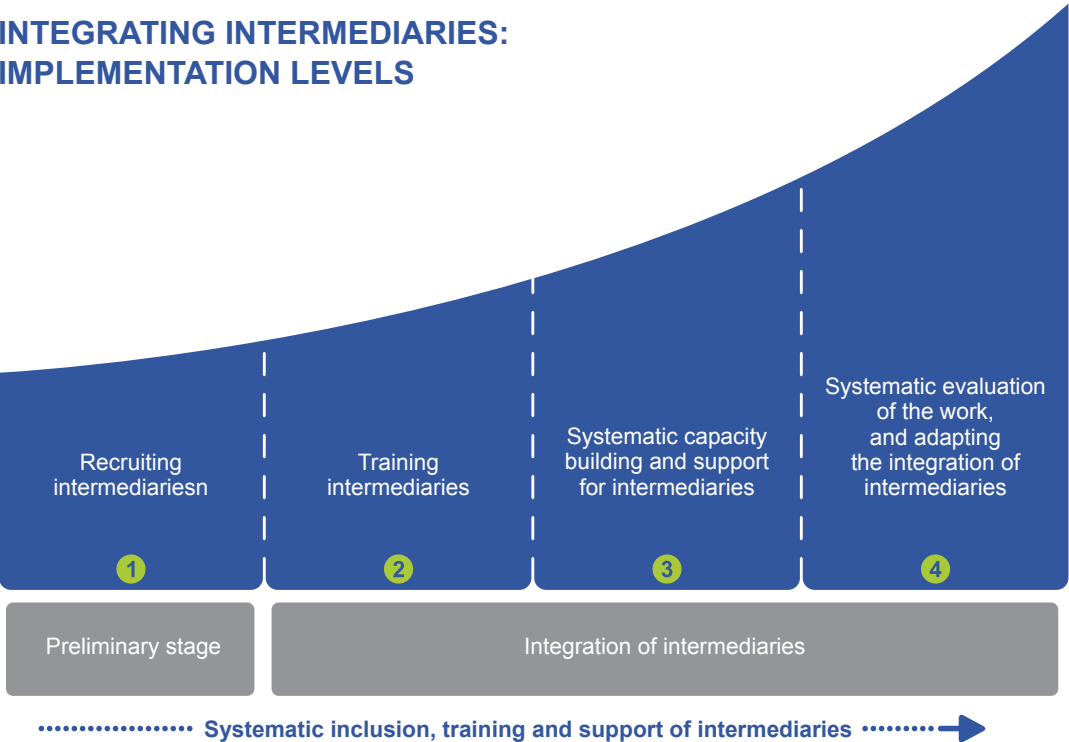 INTEGRATING INTERMEDIARIES:
IMPLEMENTATION LEVELS
Recruiting
intermediariesn
1
Training
intermediaries
2
Systematic capacity
building and support
for intermediaries
3
Systematic evaluation
of the work,
and adapting
the integration of
intermediaries
4
Preliminary stage
Integration of intermediaries
Systematic inclusion, training and support of intermediaries